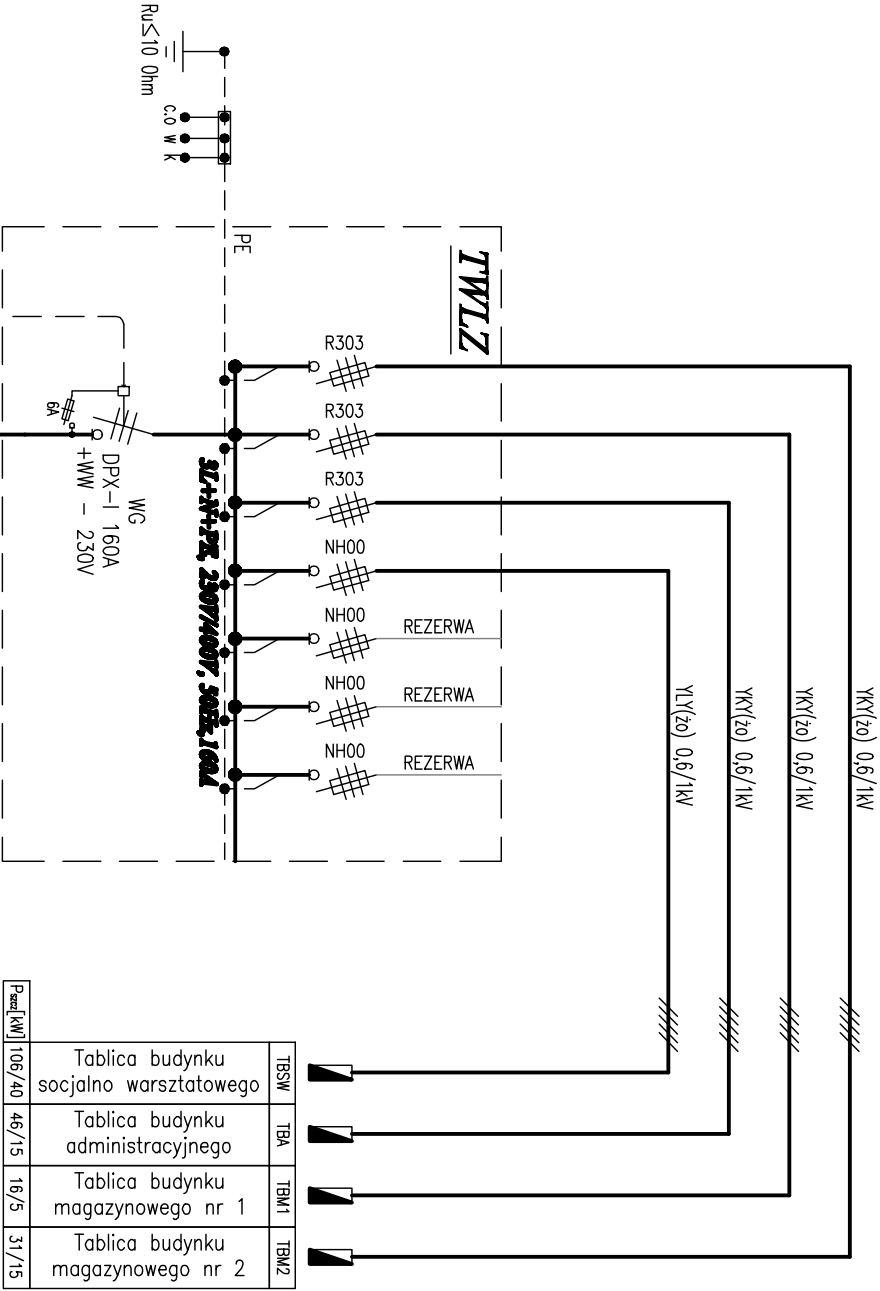 Ru≤10 Ohm
C.O
W
K
PE
TWLZ
R303
R303
R303
NH00
NH00
REZERWA
NH00
REZERWA
NH00
REZERWA
6A
WG
DPX-I 160A
+WW - 230V
3L+N+PE, 230V/400V, 50Hz, 160A
YLY(żo) 0,6/1kV
YKY(żo) 0,6/1kV
YKY(żo) 0,6/1kV
YKY(żo) 0,6/1kV
TBSW
Tablica budynku
socjalno warsztatowego
106/40
TBA
Tablica budynku
administracyjnego
46/15
TBM1
Tablica budynku
magazynowego nr 1
16/5
TBM2
Tablica budynku
magazynowego nr 2
31/15
Pszcz[kW]